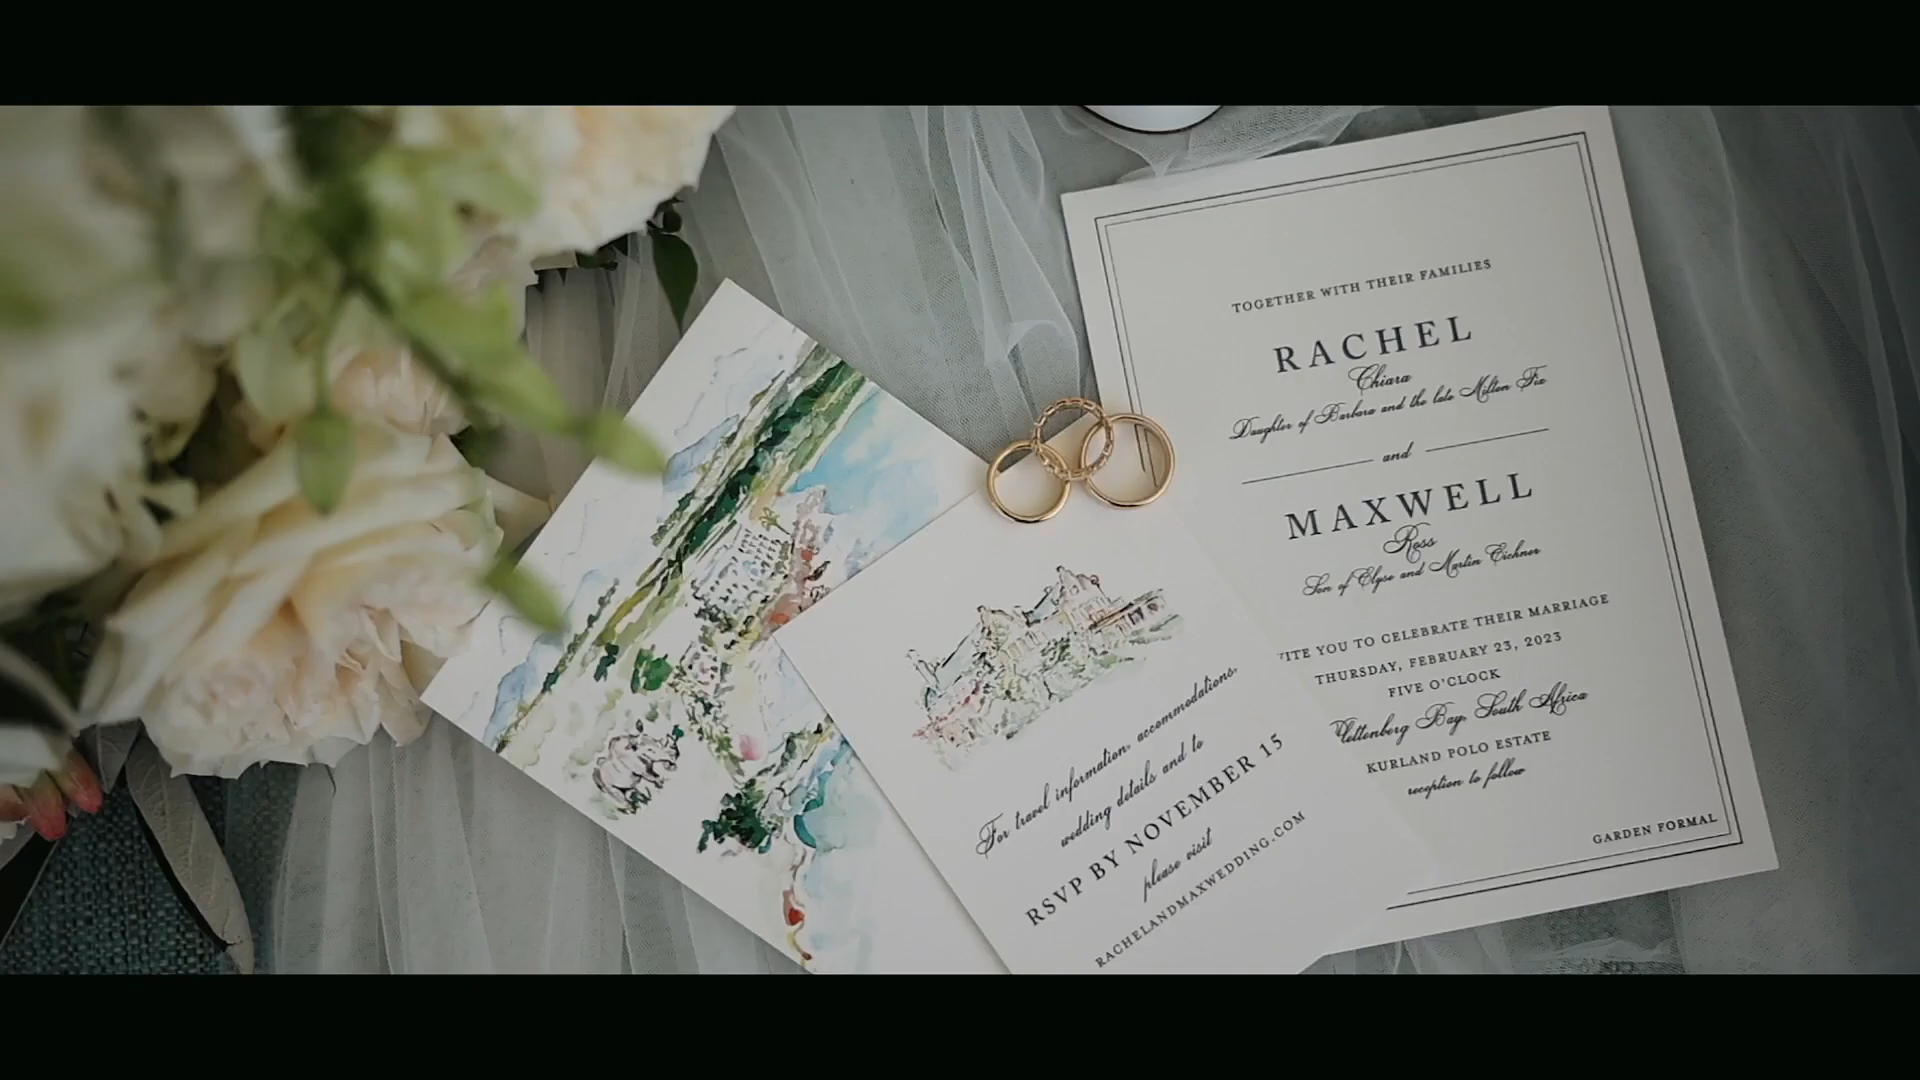 TOGETHER WITH THEIR FAMILIES
RACHEL
Chiara
Daughter of Barbara and the late Milton Fix
and
MAXWELL
Ross
Son of Elyse and Martin Eichner
VITE YOU TO CELEBRATE THEIR MARRIAGE
THURSDAY, FEBRUARY 23, 2023
FIVE O'CLOCK
Plettenberg Bay, South Africa
KURLAND POLO ESTATE
reception to follow
GARDEN FORMAL
For travel information, accommodations,
wedding details and to
RSVP BY NOVEMBER 15
please visit
RACHELANDMAXWEDDING.COM